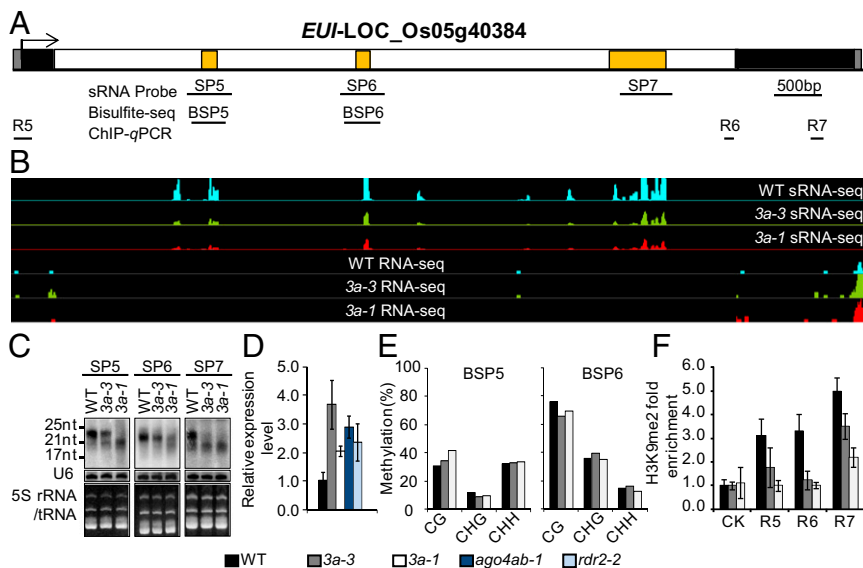 A
EUI-LOC_Os05g40384
sRNA Probe SP5 SP6 SP7 500bp
Bisulfite-seq BSP5 BSP6
R5 ChIP-qPCR R6 R7
B
WT sRNA-seq
3a-3 sRNA-seq
3a-1 sRNA-seq
WT RNA-seq
3a-3 RNA-seq
3a-1 RNA-seq
C
SP5 SP6 SP7
WT 3a-3 3a-1 WT 3a-3 3a-1 WT 3a-3 3a-1
25nt
21nt
17nt
U6
5S rRNA
/tRNA
D
Relative expression
level
5.0
4.0
3.0
2.0
1.0
0.0
E
Methylation(%)
100
80
60
40
20
0
BSP5 BSP6
CG CHG CHH CG CHG CHH
F
H3K9me2 fold
enrichment
6.0
5.0
4.0
3.0
2.0
1.0
0.0
CK R5 R6 R7
WT 3a-3 3a-1 ago4ab-1 rdr2-2